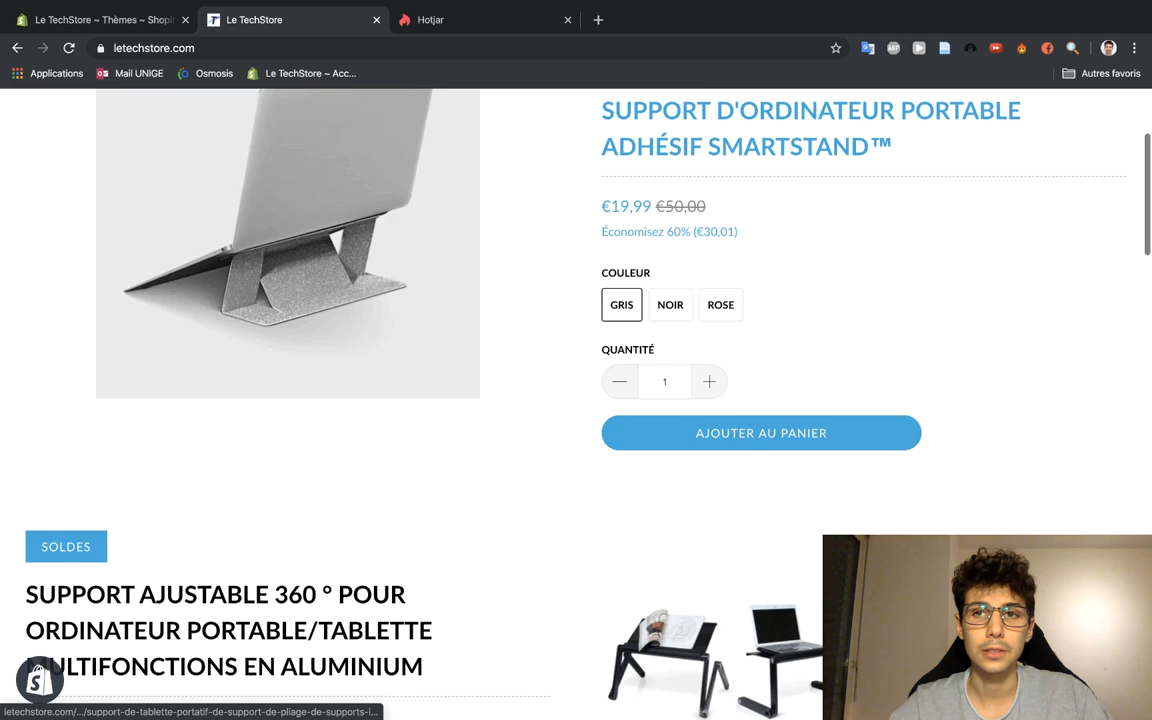 Le TechStore ~ Thèmes ~ Shopif
Le TechStore
Hotjar
letechstore.com
Applications
Mail UNIGE
Osmosis
Le TechStore ~ Acc...
Autres favoris
SUPPORT D'ORDINATEUR PORTABLE
ADHÉSIF SMARTSTAND™
€19,99 €50,00
Économisez 60% (€30,01)
COULEUR
GRIS
NOIR
ROSE
QUANTITÉ
1
AJOUTER AU PANIER
SOLDES
SUPPORT AJUSTABLE 360 ° POUR
ORDINATEUR PORTABLE/TABLETTE
MULTIFONCTIONS EN ALUMINIUM
letechstore.com/.../support-de-tablette-portatif-de-support-de-pliage-de-supports-i...